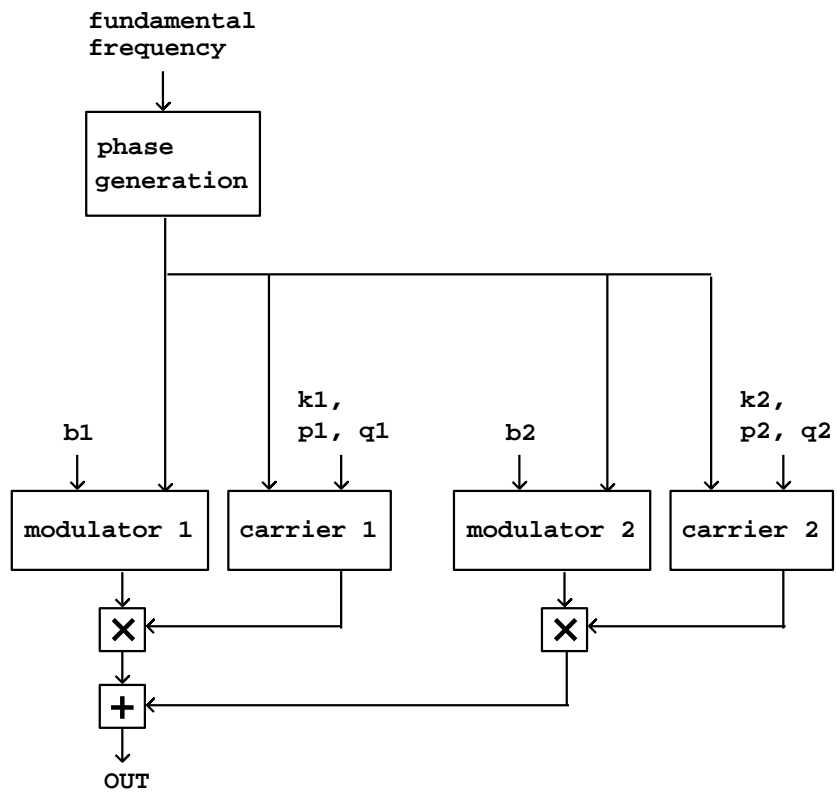 fundamental
frequency
phase
generation
k1,
p1, q1
k2,
p2, q2
b1
b2
modulator 1
carrier 1
modulator 2
carrier 2
×
×
+
OUT